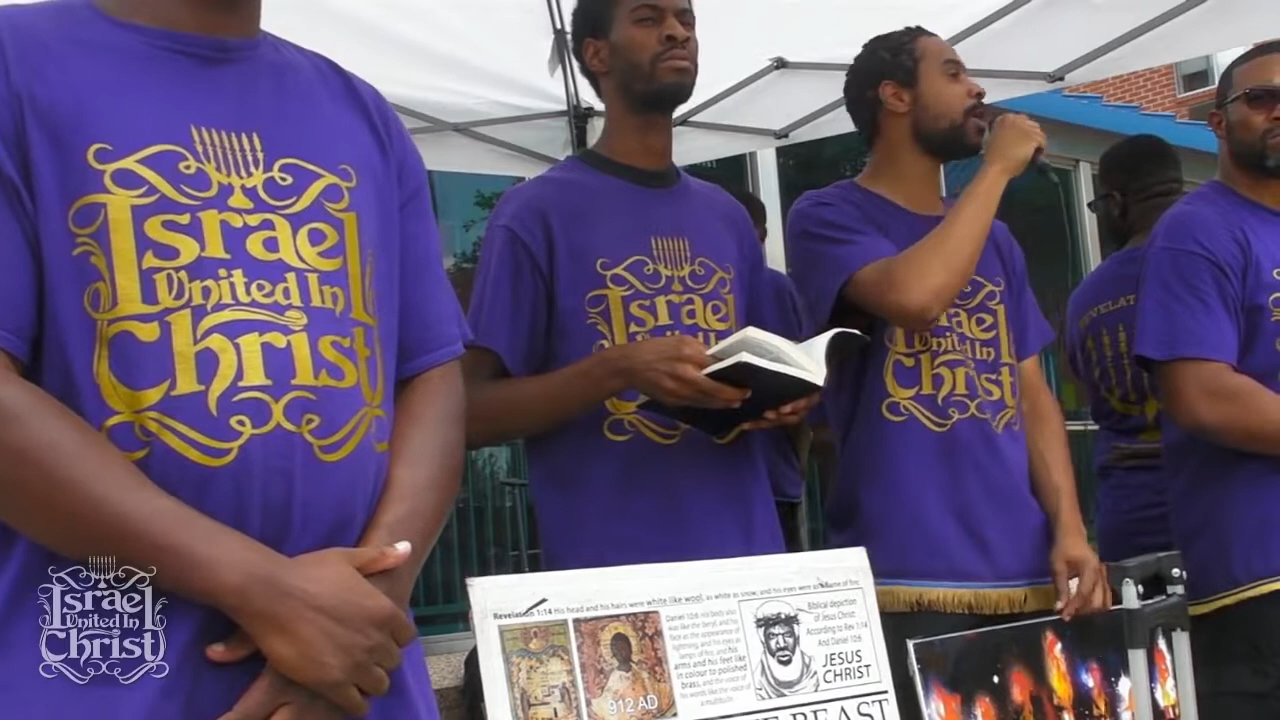 Israel
United In
Christ
Israel
United In
Israel
United In
Christ
Israel
United In
Christ
Revelation 1:14 His head and his hairs were white like wool, as white as snow; and his eyes were as a flame of fire;
Daniel 10:6 His body also
was like the beryl, and his
face as the appearance of
lightning, and his eyes as
lamps of fire, and his
arms and his feet like
in colour to polished
brass, and the voice of
his words like the voice of
a multitude.
912 AD
Biblical depiction
of Jesus Christ
According to Rev 1:14
And Daniel 10:6
JESUS
CHRIST
BEAST